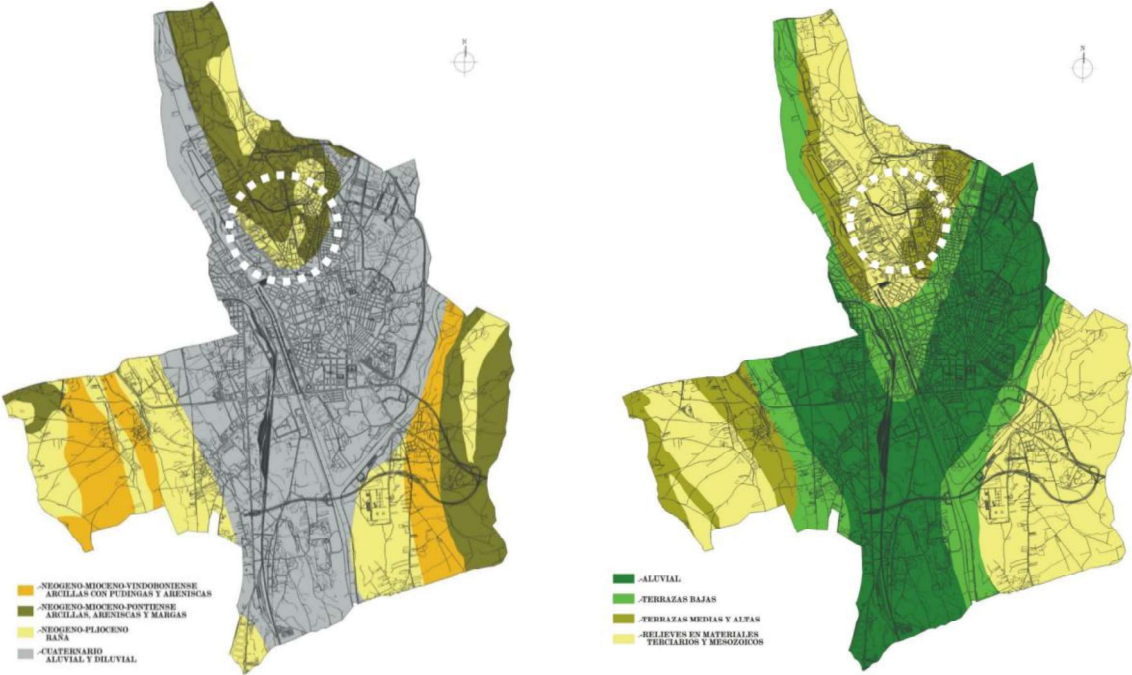 N
N
.-NEOGENO-MIOCENO-VINDOBONIENSE
ARCILLAS CON PUDINGAS Y ARENISCAS
.-NEOGENO-MIOCENO-PONTIENSE
ARCILLAS, ARENISCAS Y MARGAS
.-NEOGENO-PLIOCENO
RAÑA
.-CUATERNARIO
ALUVIAL Y DILUVIAL
.-ALUVIAL
.-TERRAZAS BAJAS
.-TERRAZAS MEDIAS Y ALTAS
.-RELIEVES EN MATERIALES
TERCIARIOS Y MESOZOICOS